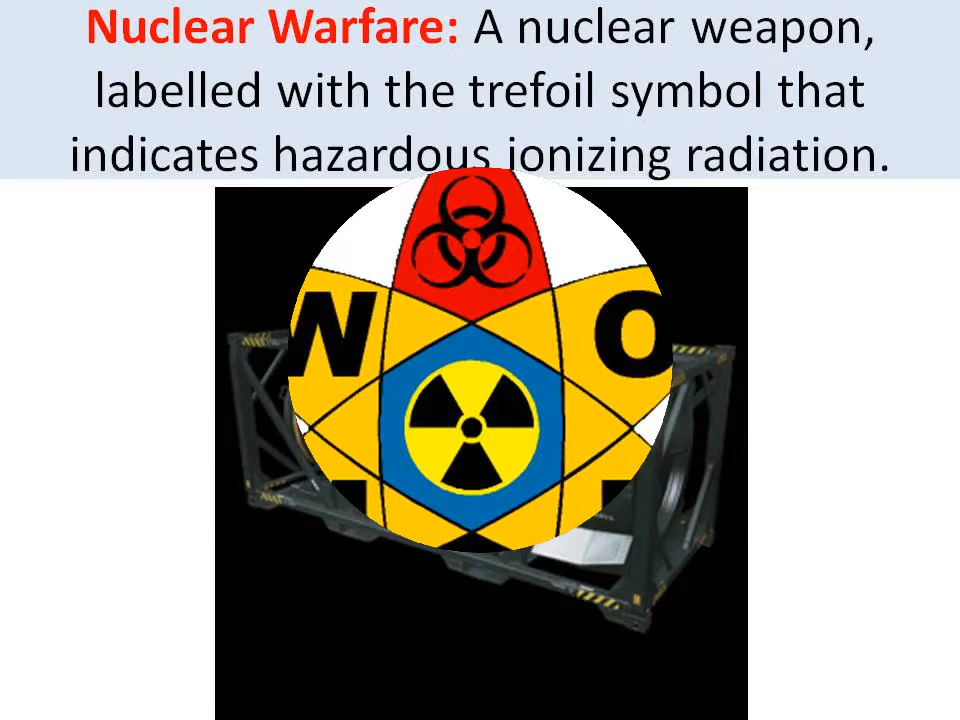 Nuclear Warfare: A nuclear weapon,
labelled with the trefoil symbol that
indicates hazardous ionizing radiation.
W O